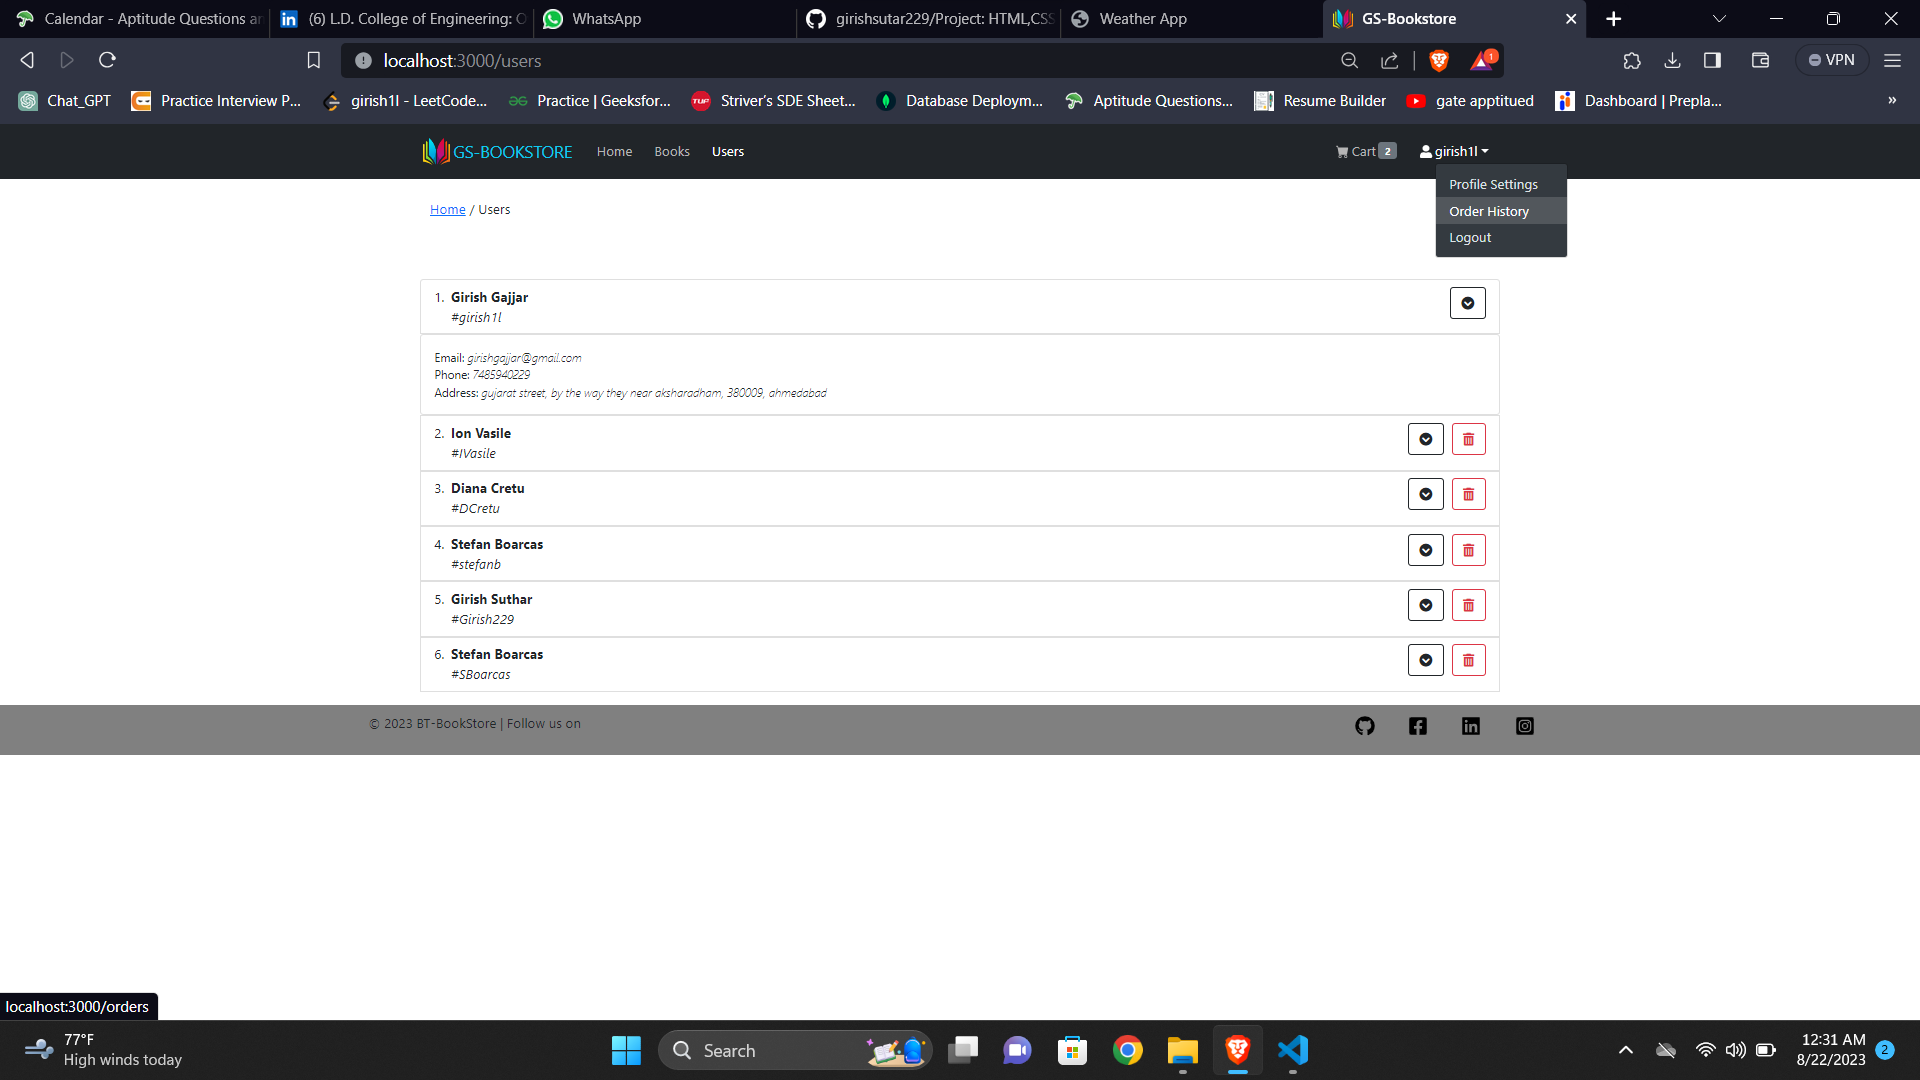 Calendar - Aptitude Questions an
(6) L.D. College of Engineering: O
WhatsApp
girishsutar229/Project: HTML,CSS
Weather App
GS-Bookstore
localhost:3000/users
1
VPN
Chat_GPT
Practice Interview P...
girish1l - LeetCode...
Practice | Geeksfor...
TUF
Striver's SDE Sheet...
Database Deploym...
Aptitude Questions...
Resume Builder
gate apptitued
Dashboard | Prepla...
»
GS-BOOKSTORE
Home
Books
Users
Cart 2
girish1l
Profile Settings
Order History
Logout
Home / Users
1. Girish Gajjar
#girish1l
Email: girishgajjar@gmail.com
Phone: 7485940229
Address: gujarat street, by the way they near aksharadham, 380009, ahmedabad
2. Ion Vasile
#IVasile
3. Diana Cretu
#DCretu
4. Stefan Boarcas
#stefanb
5. Girish Suthar
#Girish229
6. Stefan Boarcas
#SBoarcas
© 2023 BT-BookStore | Follow us on
localhost:3000/orders
77°F
High winds today
Search
12:31 AM
8/22/2023
2